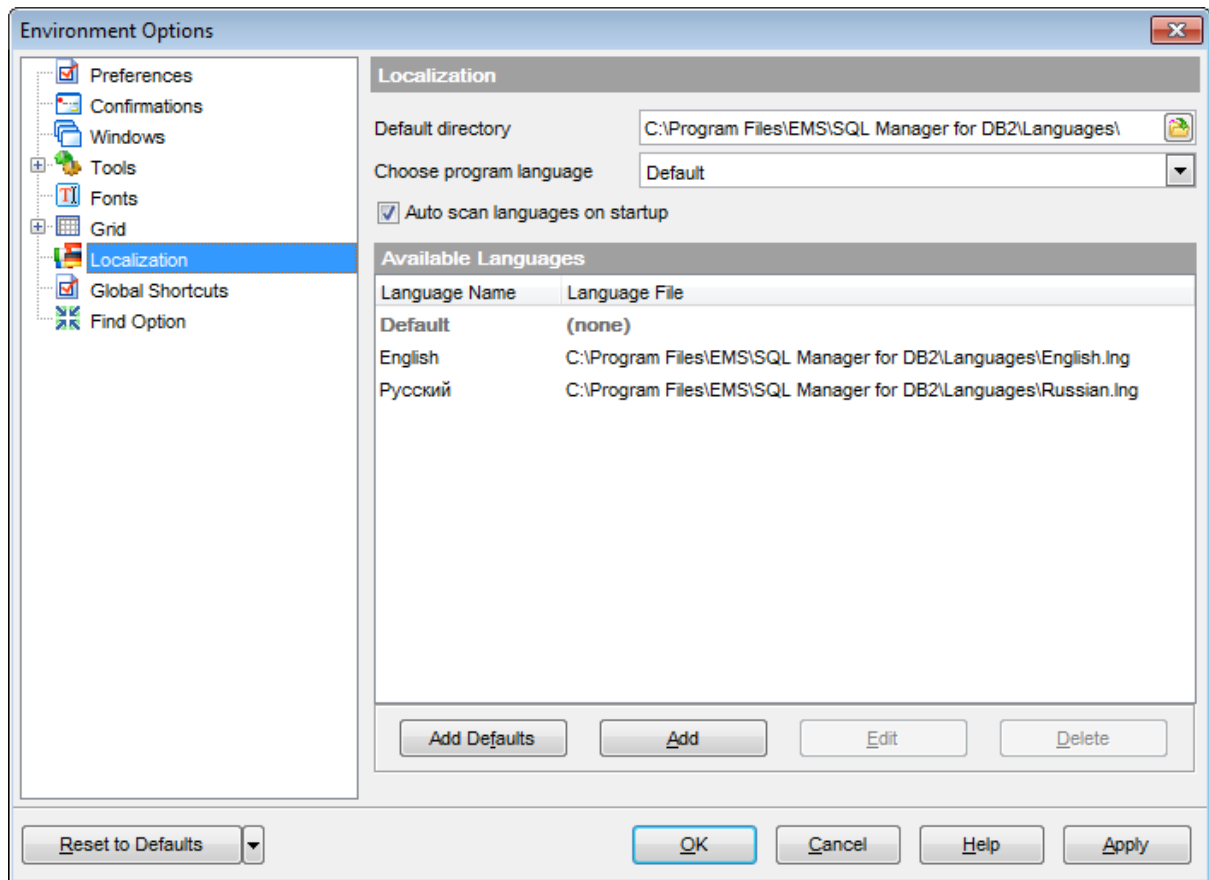 Environment Options
Preferences
Confirmations
Windows
Tools
Fonts
Grid
Localization
Global Shortcuts
Find Option
Localization
Default directory C:\Program Files\EMS\SQL Manager for DB2\Languages\
Choose program language Default
Auto scan languages on startup
Available Languages
Language Name Language File
Default (none)
English C:\Program Files\EMS\SQL Manager for DB2\Languages\English.lng
Русский C:\Program Files\EMS\SQL Manager for DB2\Languages\Russian.lng
Add Defaults Add Edit Delete
Reset to Defaults OK Cancel Help Apply